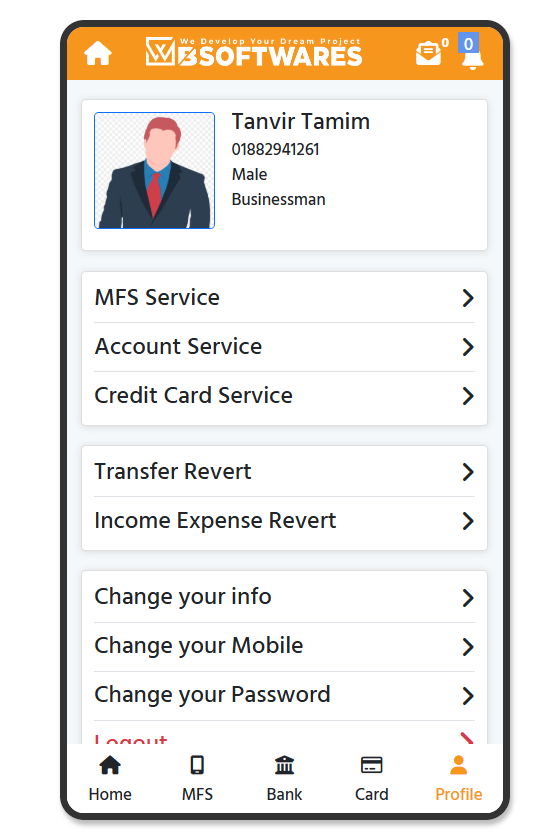 We Develop Your Dream Project
WBSOFTWARES
0
0
Tanvir Tamim
01882941261
Male
Businessman
MFS Service
Account Service
Credit Card Service
Transfer Revert
Income Expense Revert
Change your info
Change your Mobile
Change your Password
Logout
Home
MFS
Bank
Card
Profile